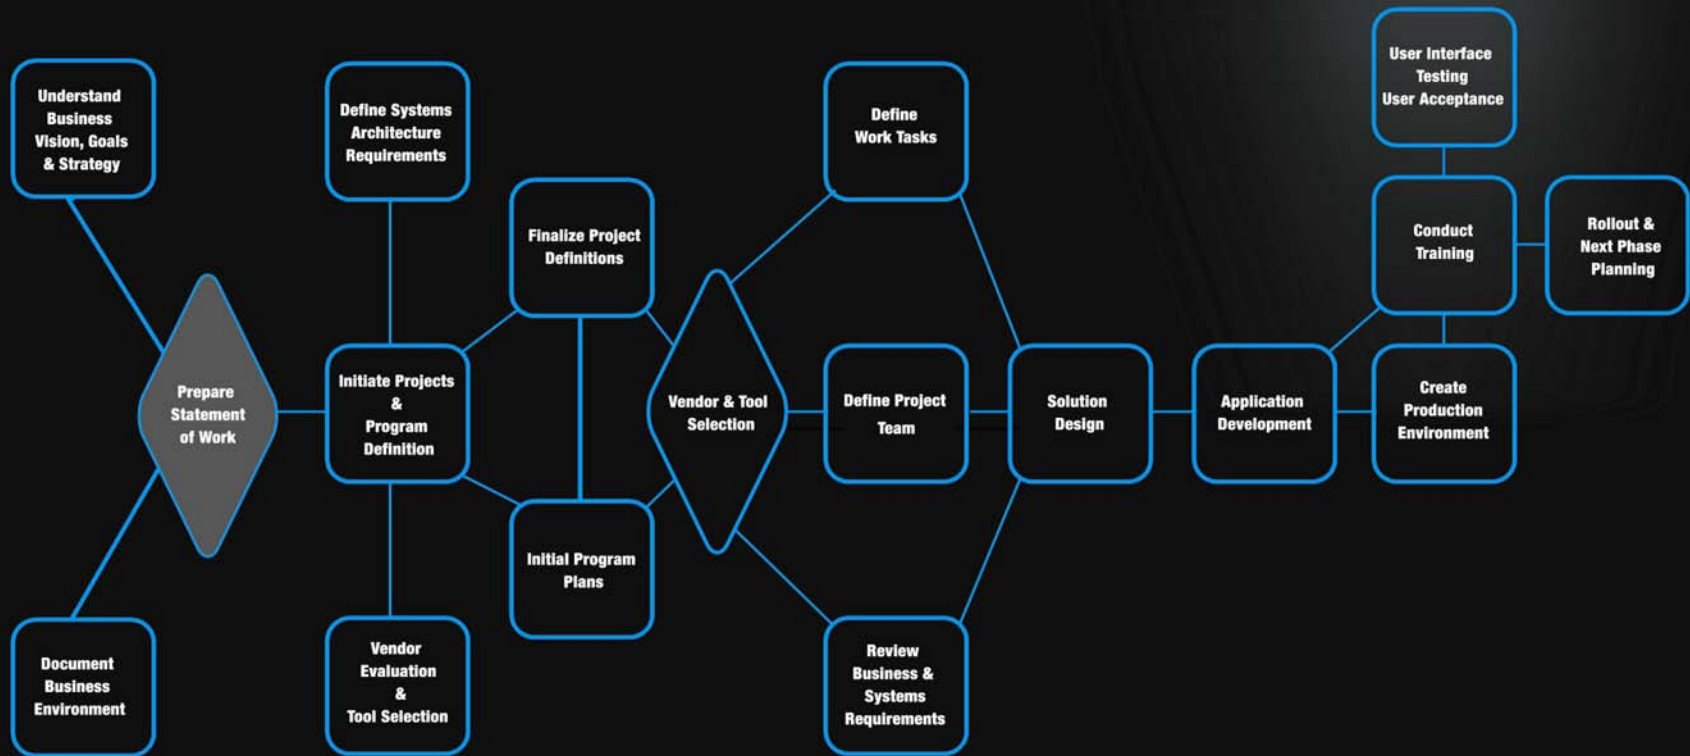 Understand
Business
Vision, Goals
& Strategy
Prepare
Statement
of Work
Document
Business
Environment
Define Systems
Architecture
Requirements
Initiate Projects
&
Program
Definition
Vendor
Evaluation
&
Tool Selection
Finalize Project
Definitions
Initial Program
Plans
Vendor & Tool
Selection
Define
Work Tasks
Define Project
Team
Review
Business &
Systems
Requirements
Solution
Design
Application
Development
User Interface
Testing
User Acceptance
Conduct
Training
Create
Production
Environment
Rollout &
Next Phase
Planning